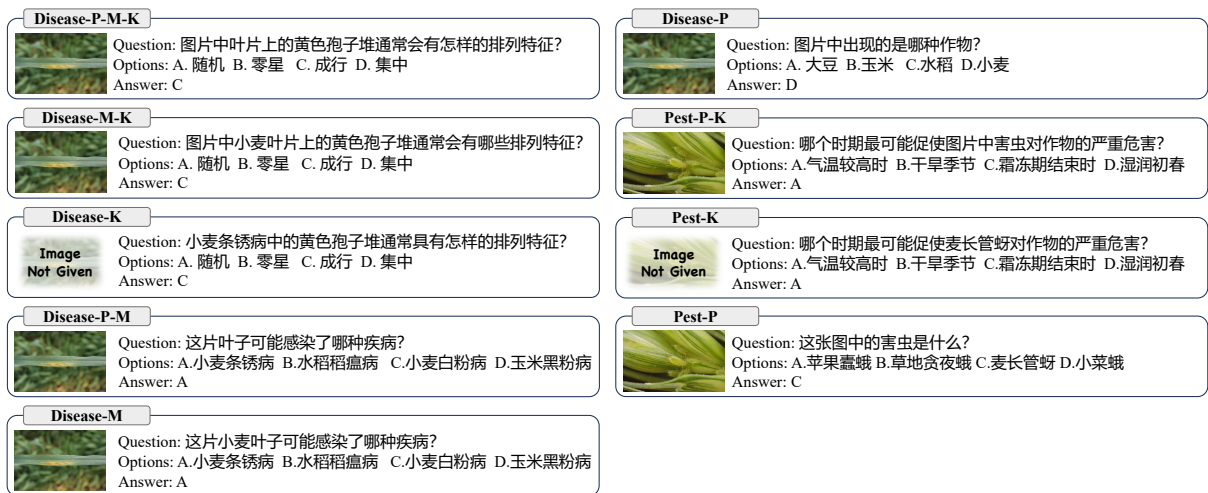 Disease-P-M-K
Question: 图片中叶片上的黄色孢子堆通常会有怎样的排列特征?
Options: A. 随机 B. 零星 C. 成行 D. 集中
Answer: C
Disease-M-K
Question: 图片中小麦叶片上的黄色孢子堆通常会有哪些排列特征?
Options: A. 随机 B. 零星 C. 成行 D. 集中
Answer: C
Disease-K
Image
Not Given
Question: 小麦条锈病中的黄色孢子堆通常具有怎样的排列特征?
Options: A. 随机 B. 零星 C. 成行 D. 集中
Answer: C
Disease-P-M
Question: 这片叶子可能感染了哪种疾病?
Options: A.小麦条锈病 B.水稻稻瘟病 C.小麦白粉病 D.玉米黑粉病
Answer: A
Disease-M
Question: 这片小麦叶子可能感染了哪种疾病?
Options: A.小麦条锈病 B.水稻稻瘟病 C.小麦白粉病 D.玉米黑粉病
Answer: A
Disease-P
Question: 图片中出现的是哪种作物?
Options: A. 大豆 B.玉米 C.水稻 D.小麦
Answer: D
Pest-P-K
Question: 哪个时期最可能促使图片中害虫对作物的严重危害?
Options: A.气温较高时 B.干旱季节 C.霜冻期结束时 D.湿润初春
Answer: A
Pest-K
Image
Not Given
Question: 哪个时期最可能促使麦长管蚜对作物的严重危害?
Options: A.气温较高时 B.干旱季节 C.霜冻期结束时 D.湿润初春
Answer: A
Pest-P
Question: 这张图中的害虫是什么?
Options: A.苹果蠹蛾 B.草地贪夜蛾 C.麦长管蚜 D.小菜蛾
Answer: C